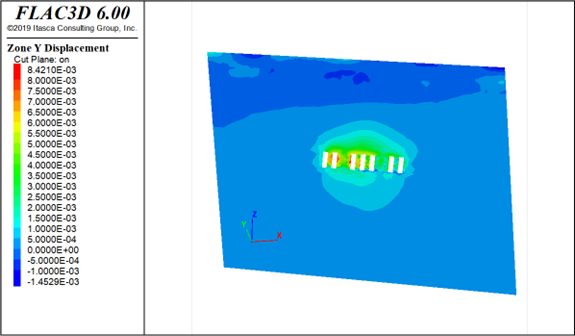 FLAC3D 6.00
©2019 Itasca Consulting Group, Inc.
Zone Y Displacement
Cut Plane: on
8.4210E-03
8.0000E-03
7.5000E-03
7.0000E-03
6.5000E-03
6.0000E-03
5.5000E-03
5.0000E-03
4.5000E-03
4.0000E-03
3.5000E-03
3.0000E-03
2.5000E-03
2.0000E-03
1.5000E-03
1.0000E-03
5.0000E-04
0.0000E+00
-5.0000E-04
-1.0000E-03
-1.4529E-03
Z
Y
X